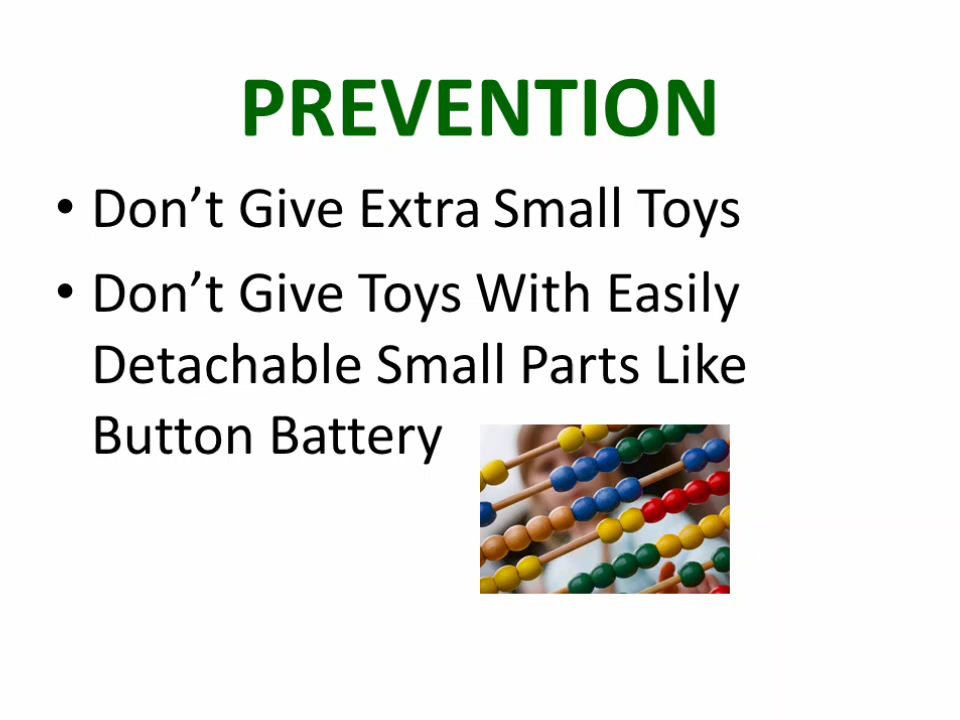 PREVENTION
• Don’t Give Extra Small Toys
• Don’t Give Toys With Easily
Detachable Small Parts Like
Button Battery